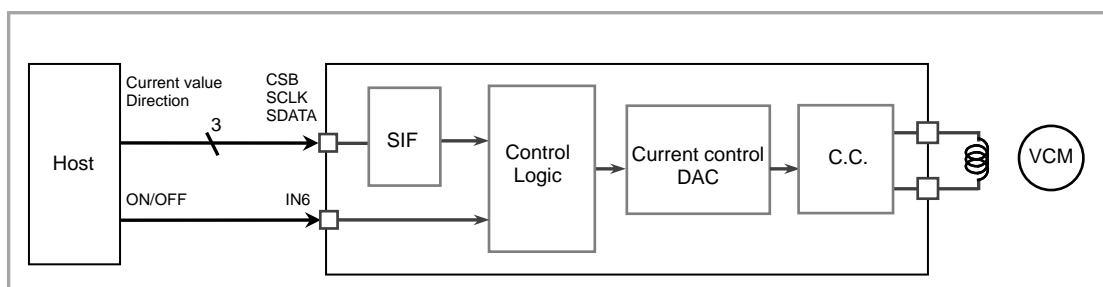 Host
Current value
Direction
3
CSB
SCLK
SDATA
ON/OFF
IN6
SIF
Control
Logic
Current control
DAC
C.C.
VCM